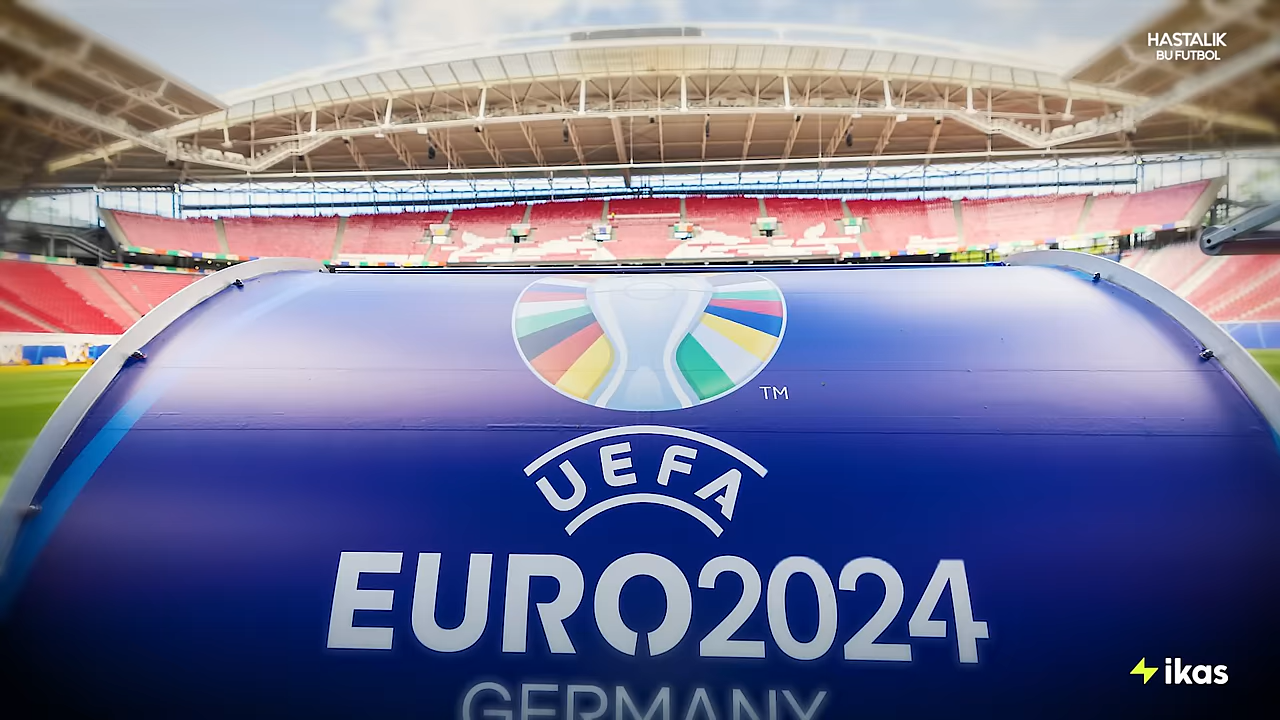 HASTALIK
BU FUTBOL
TM
UEFA
EURO2024
GERMANY
ikas